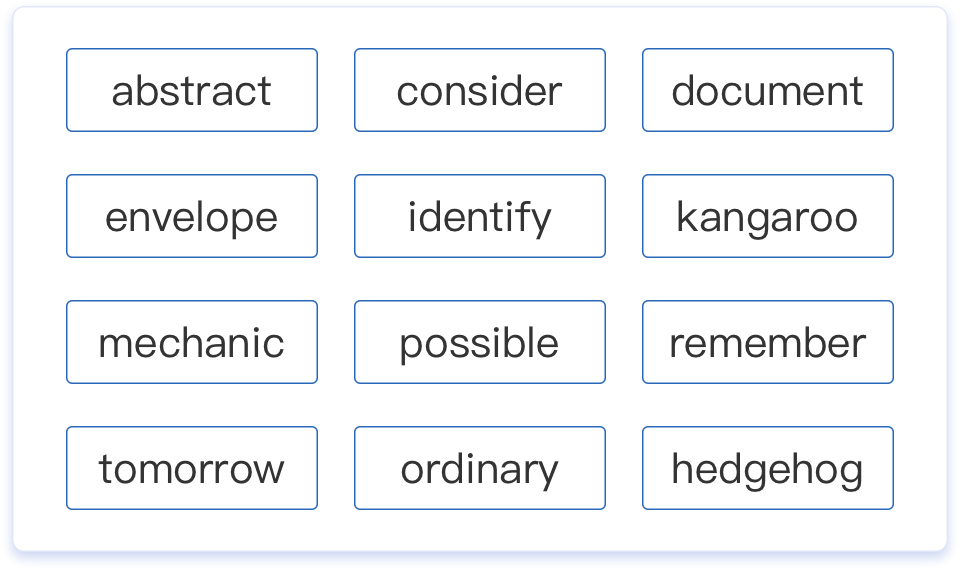 abstract consider document
envelope identify kangaroo
mechanic possible remember
tomorrow ordinary hedgehog